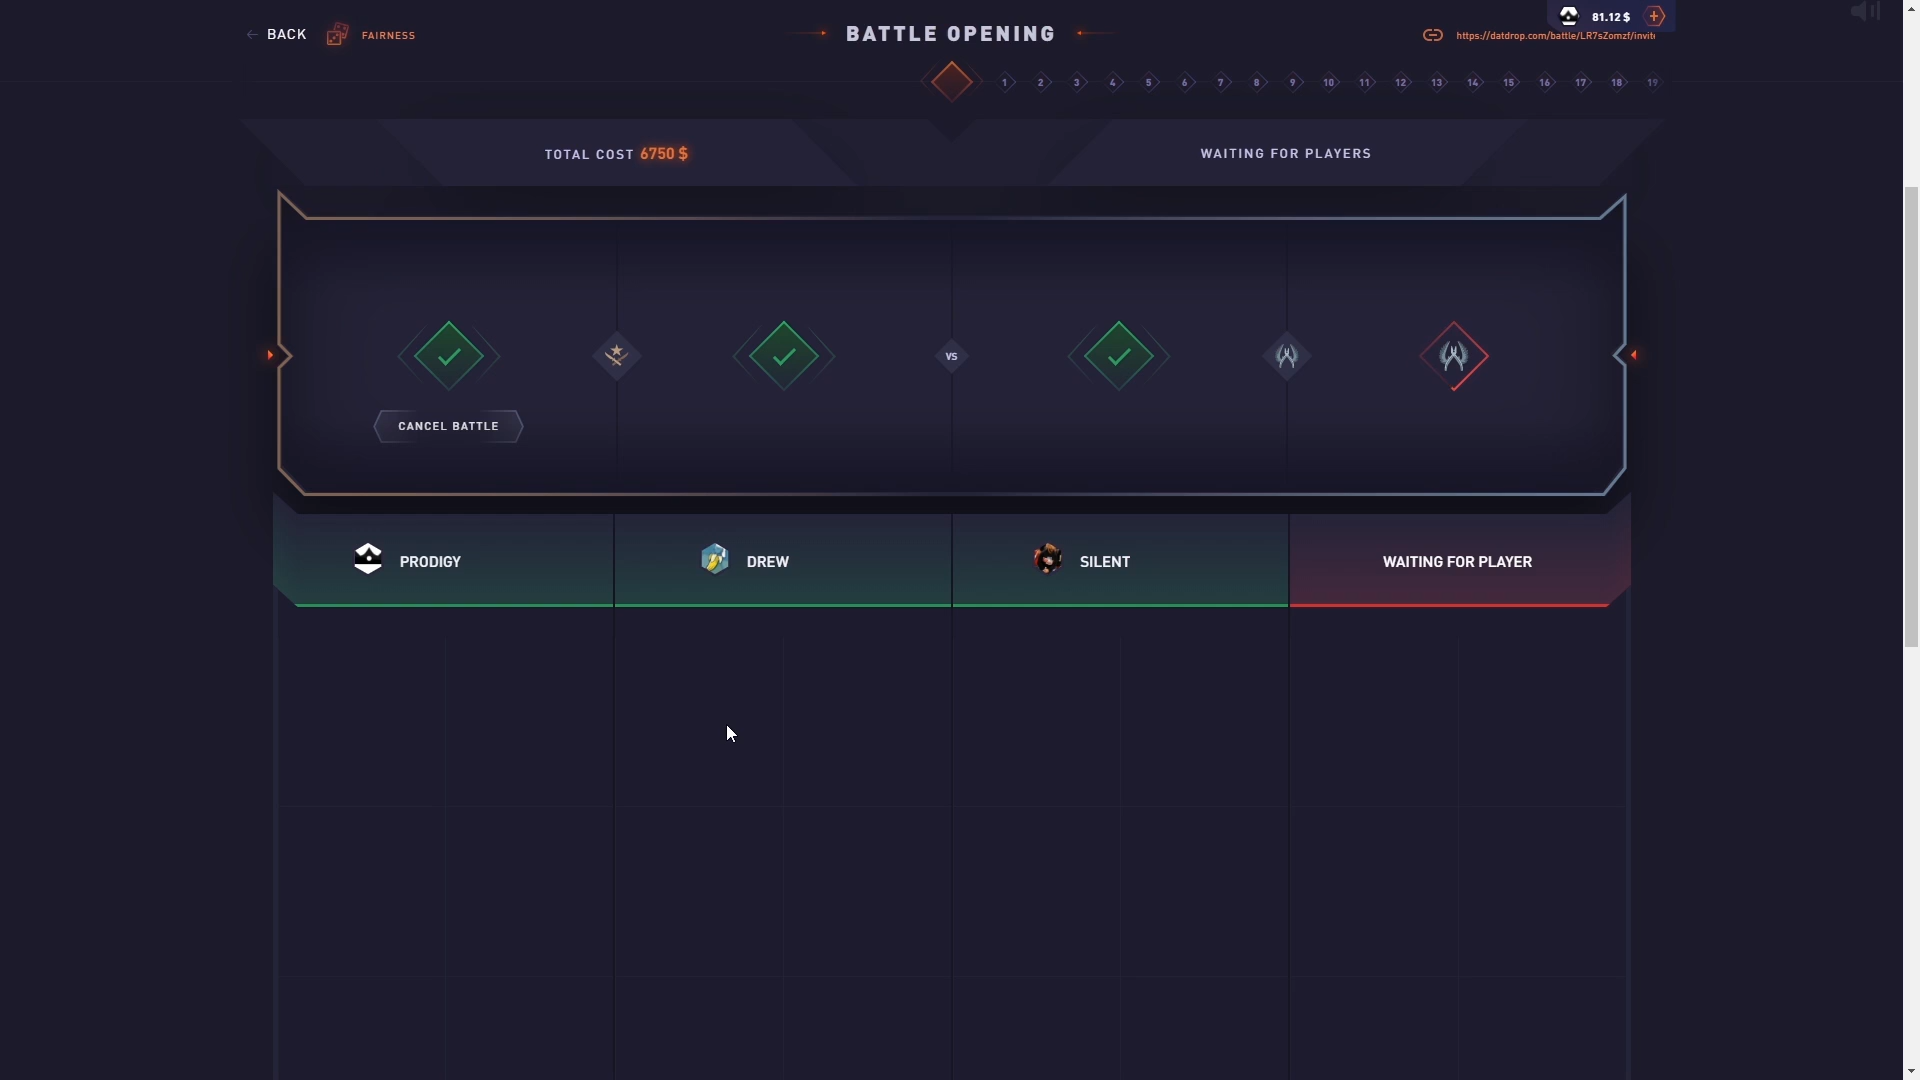 BACK
FAIRNESS
BATTLE OPENING
81.12 $
https://datdrop.com/battle/LR7sZomzf/invite
1 2 3 4 5 6 7 8 9 10 11 12 13 14 15 16 17 18 19
TOTAL COST 6750 $
WAITING FOR PLAYERS
VS
CANCEL BATTLE
PRODIGY
DREW
SILENT
WAITING FOR PLAYER